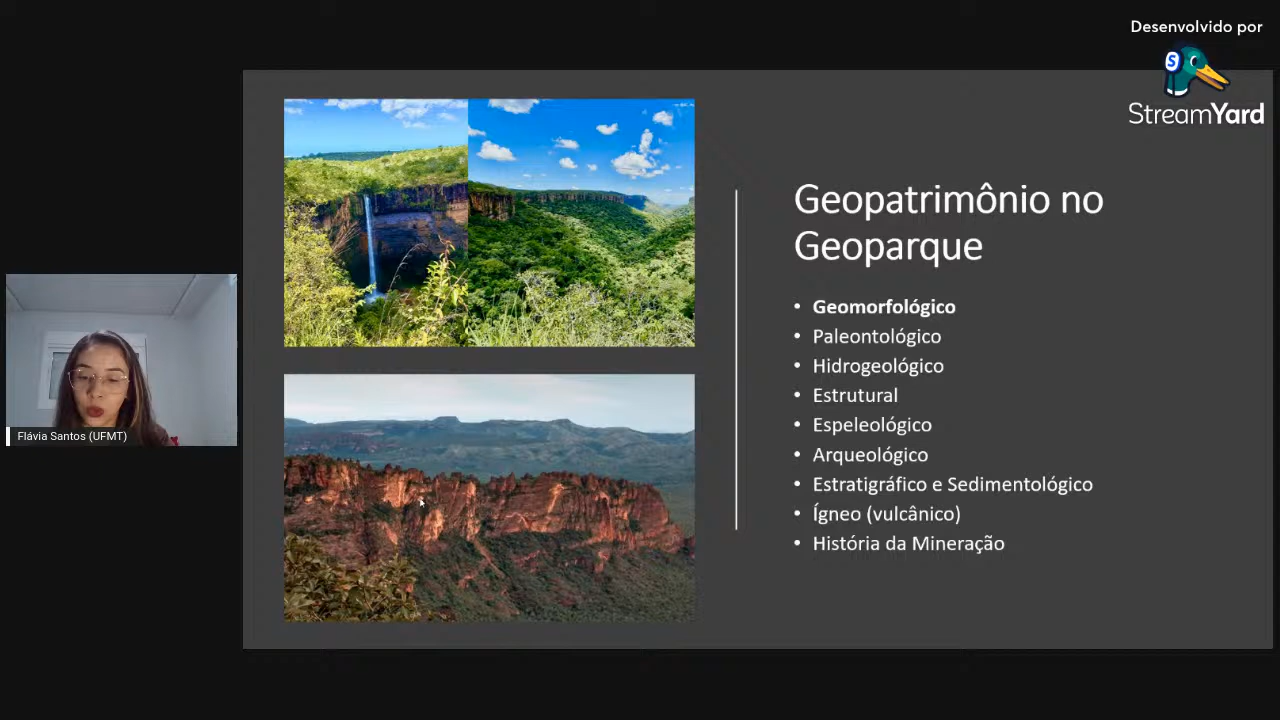 Desenvolvido por
S
StreamYard
Geopatrimônio no
Geoparque
• Geomorfológico
• Paleontológico
• Hidrogeológico
• Estrutural
• Espeleológico
• Arqueológico
• Estratigráfico e Sedimentológico
• Ígneo (vulcânico)
• História da Mineração
Flávia Santos (UFMT)